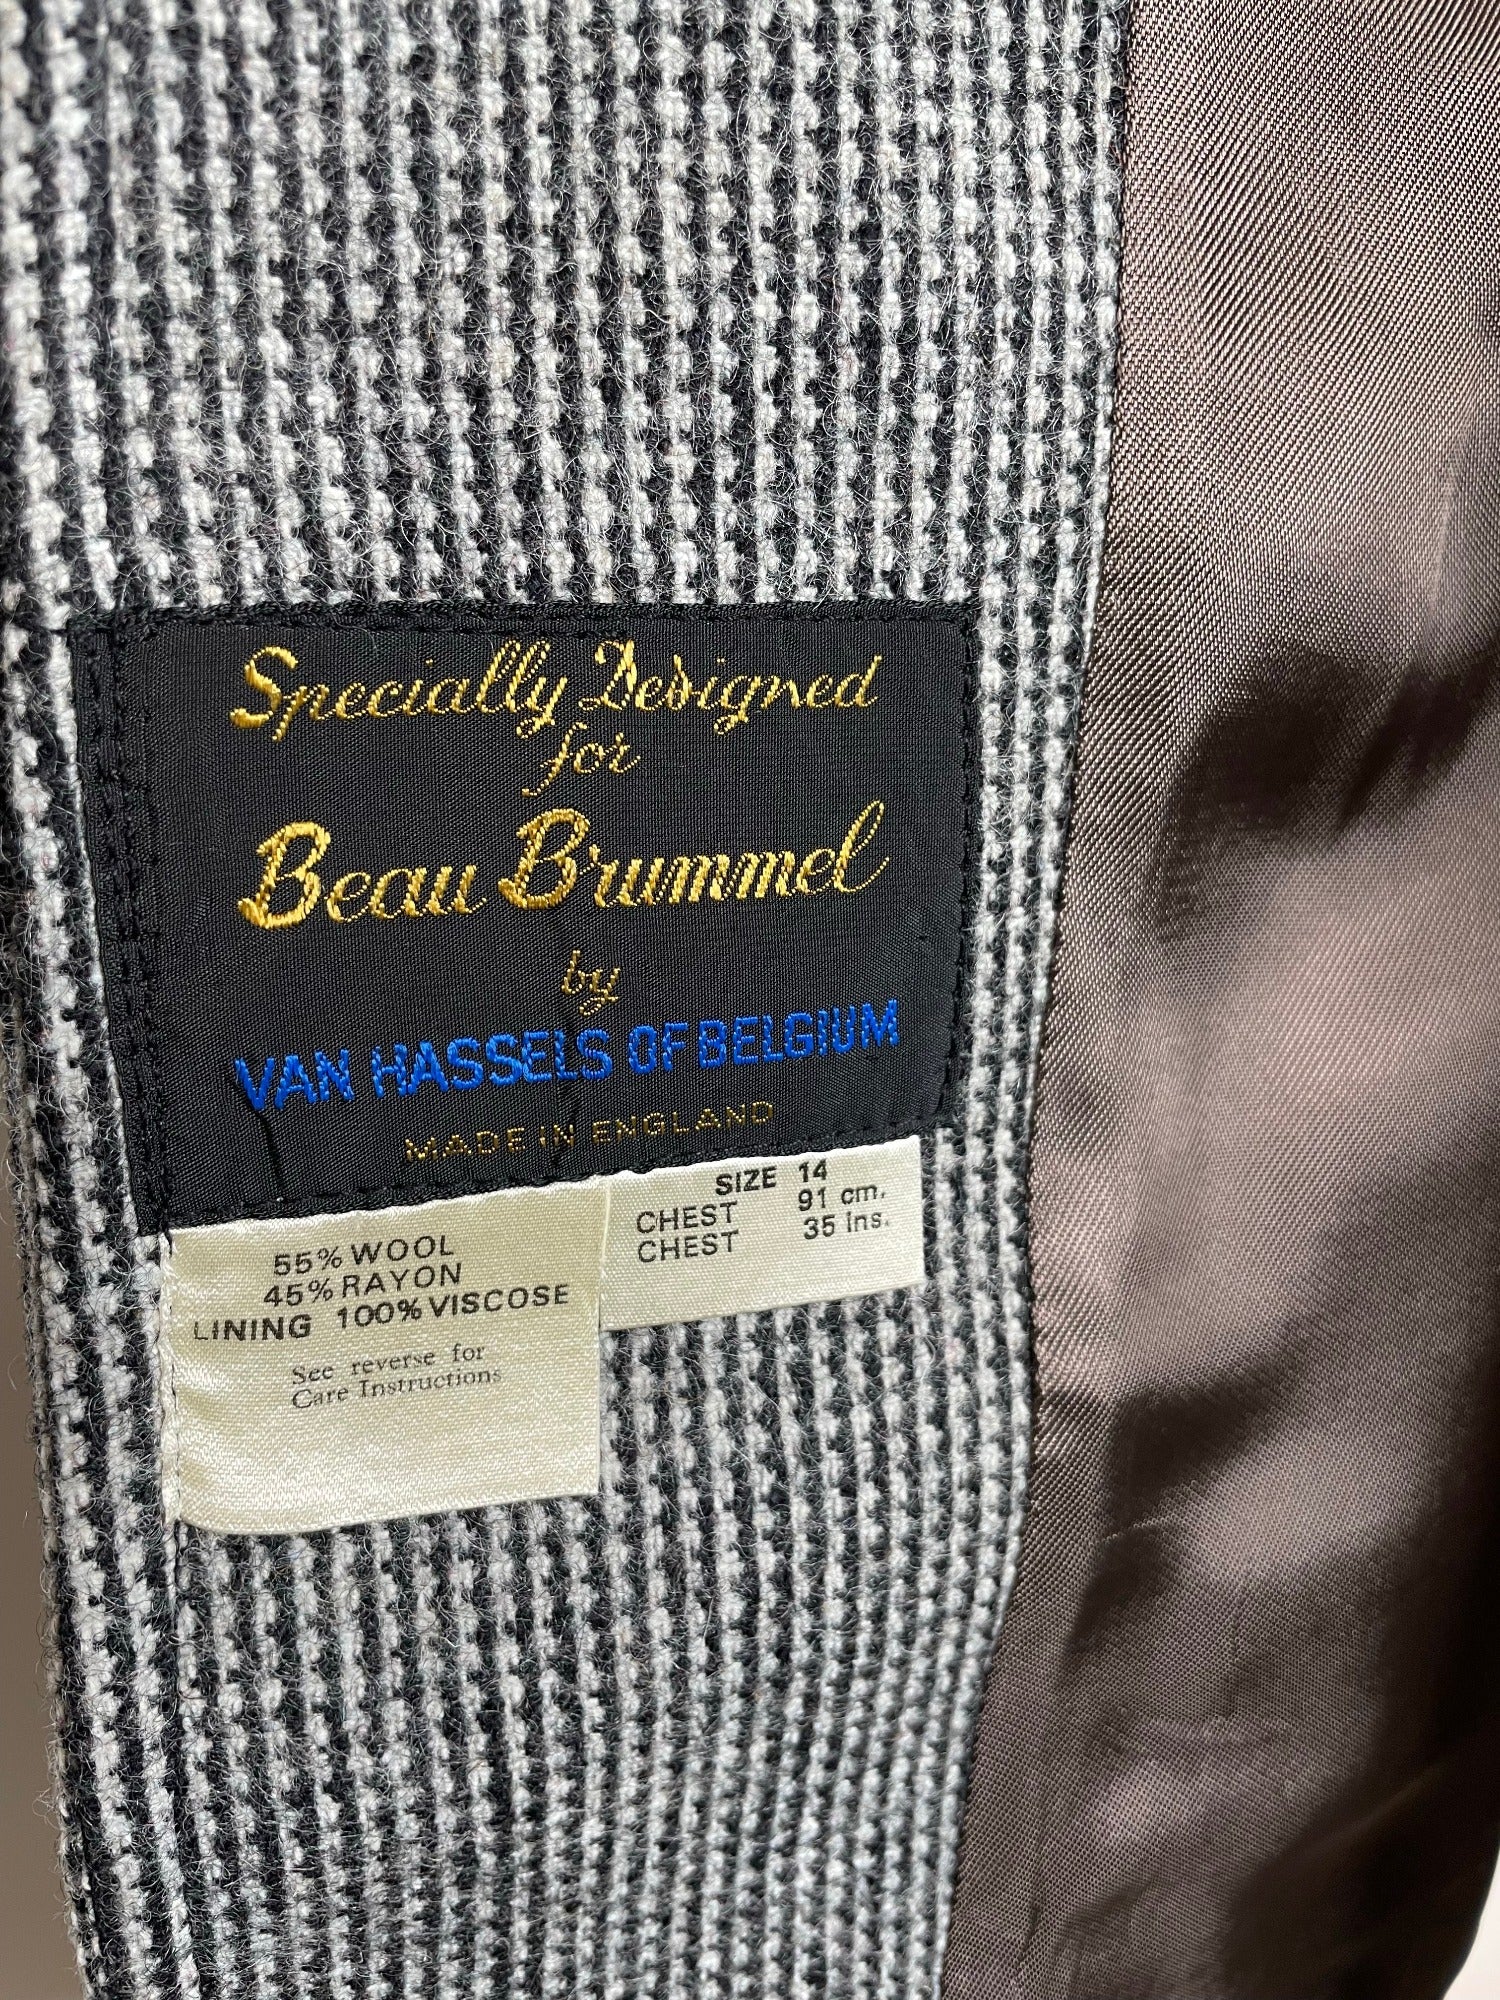 Specially Designed
for
Beau Brummel
by
VAN HASSELS OF BELGIUM
MADE IN ENGLAND
55% WOOL
45% RAYON
LINING 100% VISCOSE
See reverse for
Care Instructions
SIZE 14
CHEST 91 cm.
CHEST 35 ins.